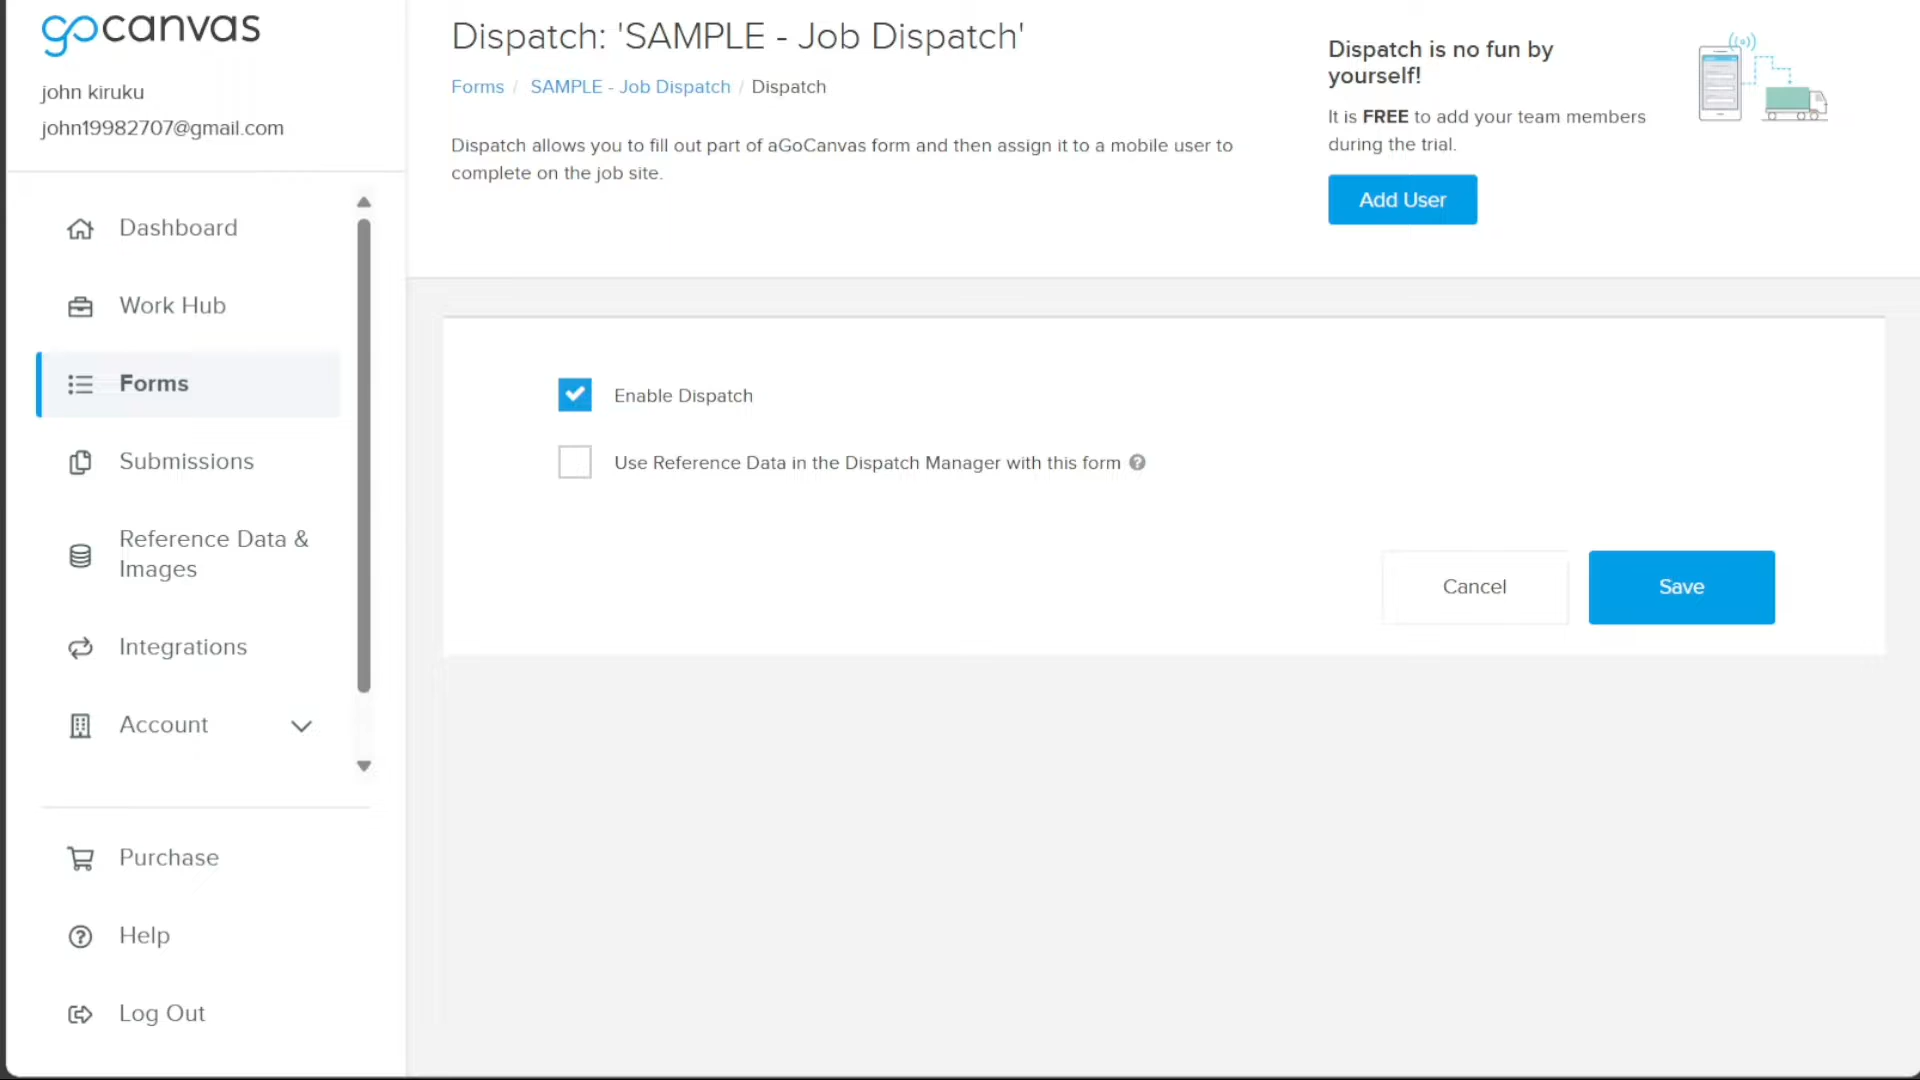 gocanvas
john kiruku
john19982707@gmail.com
Dashboard
Work Hub
Forms
Submissions
Reference Data &
Images
Integrations
Account
Purchase
Help
Log Out
Dispatch: 'SAMPLE - Job Dispatch'
Forms / SAMPLE - Job Dispatch / Dispatch
Dispatch allows you to fill out part of aGoCanvas form and then assign it to a mobile user to
complete on the job site.
Dispatch is no fun by
yourself!
It is FREE to add your team members
during the trial.
Add User
Enable Dispatch
Use Reference Data in the Dispatch Manager with this form
Cancel
Save